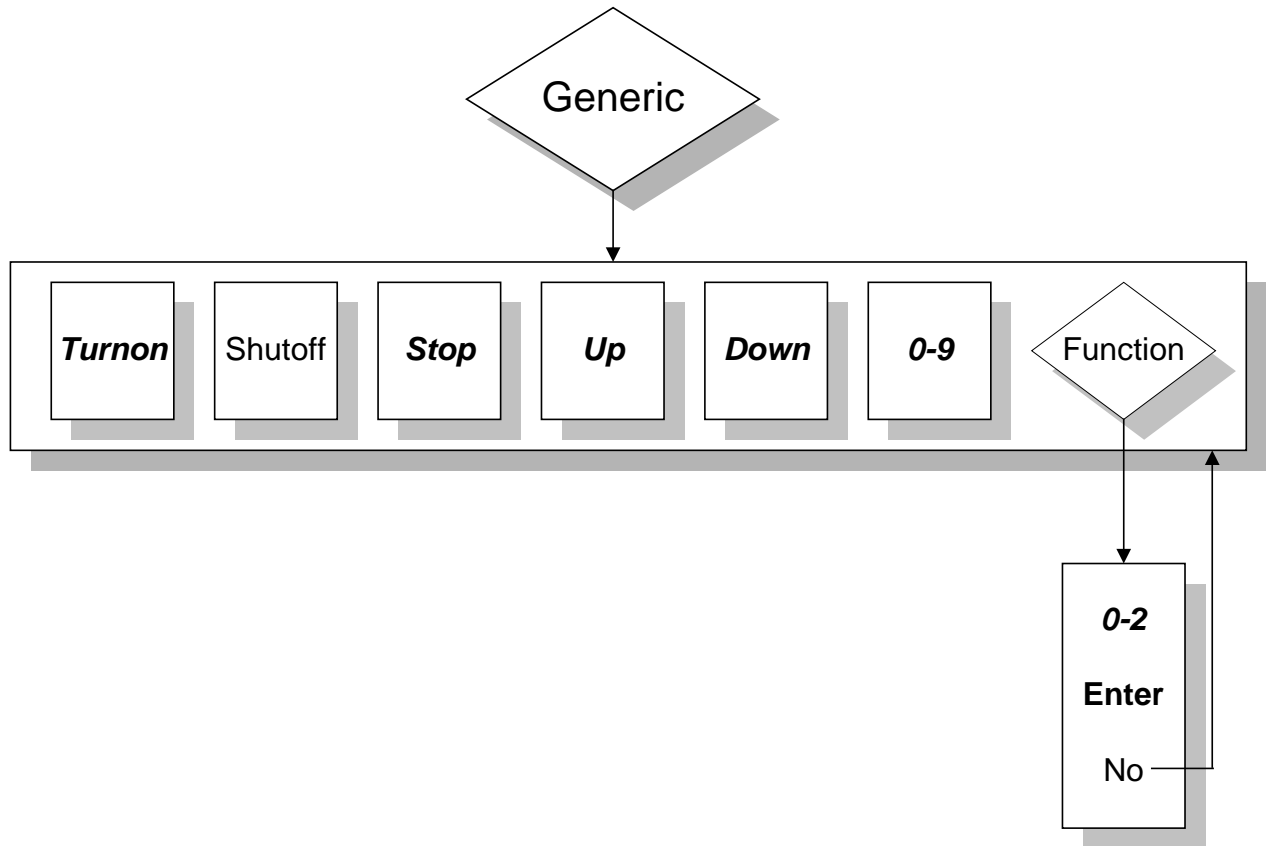 Generic
Turnon
Shutoff
Stop
Up
Down
0-9
Function
0-2
Enter
No